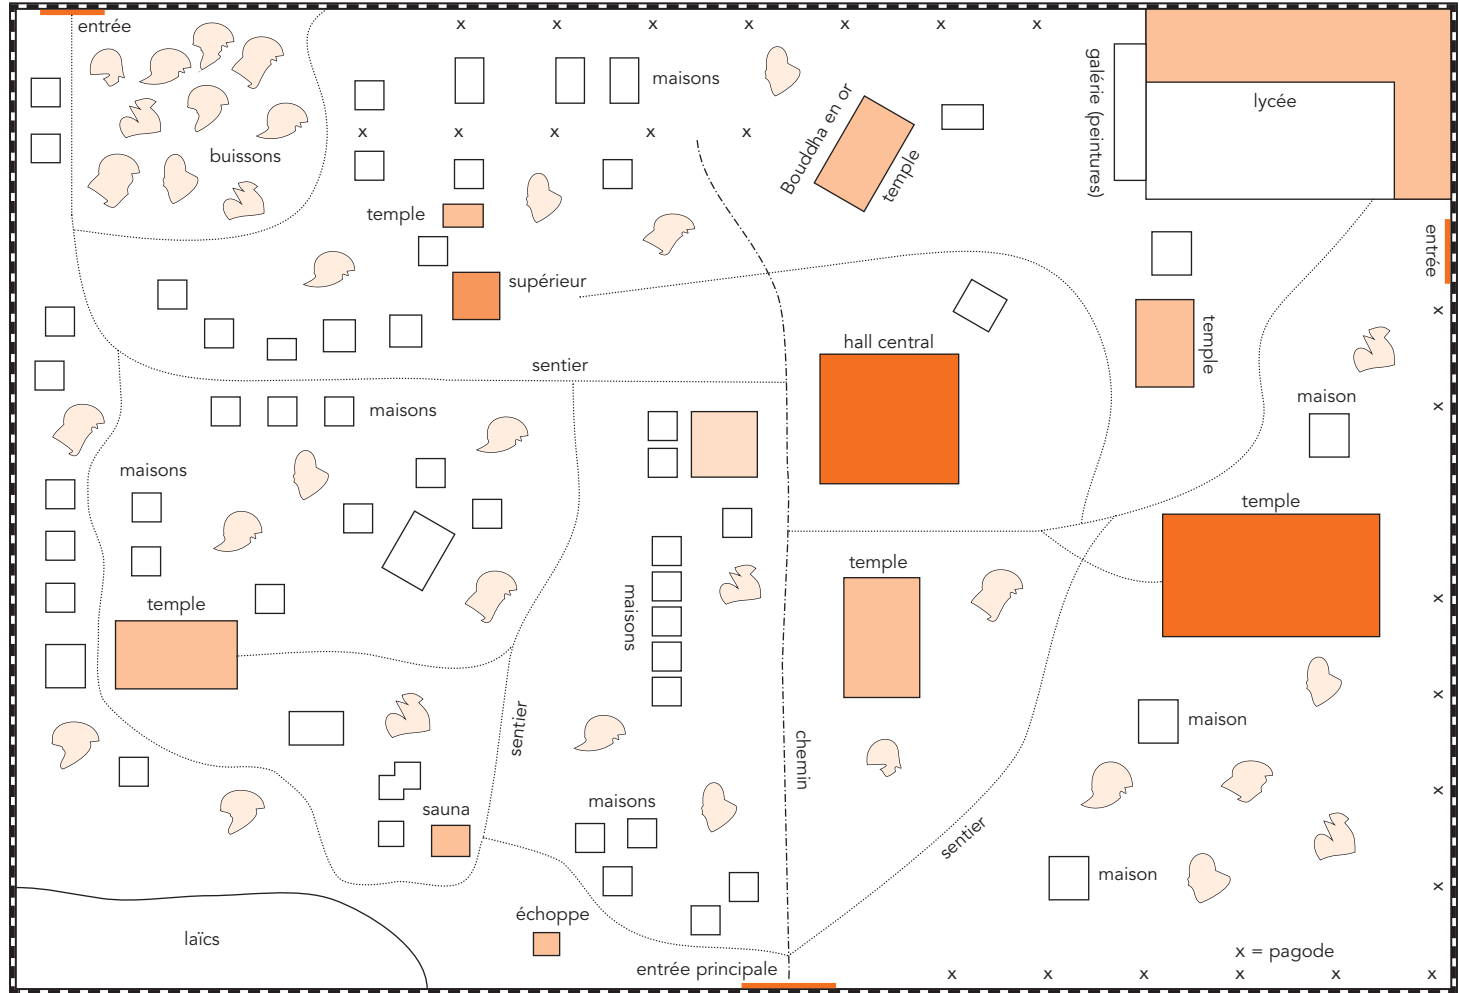 entrée
x x x x x x x
maisons
galérie (peintures)
lycée
Bouddha en or
temple
x x x x x
buissons
temple
entrée
supérieur
x
temple
hall central
sentier
maison
x
maisons
maisons
temple
temple
maisons
temple
x
x
maison
sentier
chemin
x
maisons
sauna
sentier
maison
x
échoppe
laïcs
x = pagode
entrée principale
x x x x x x